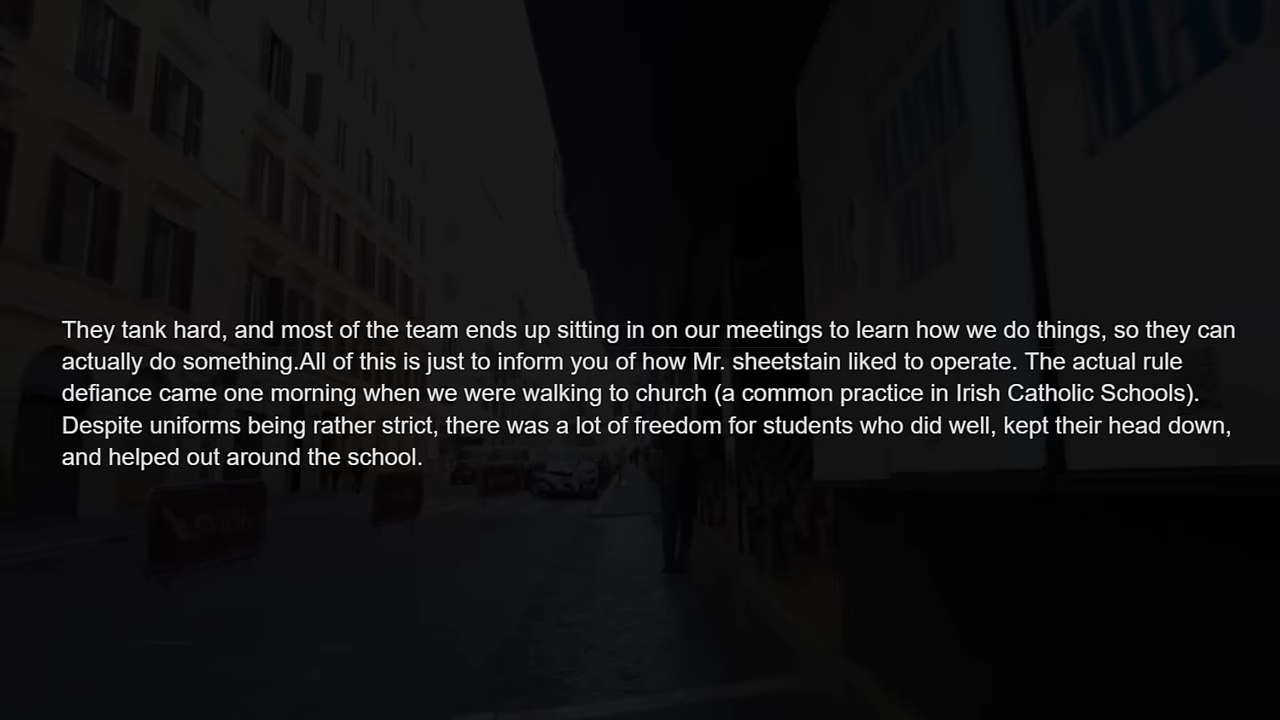 They tank hard, and most of the team ends up sitting in on our meetings to learn how we do things, so they can
actually do something.All of this is just to inform you of how Mr. sheetstain liked to operate. The actual rule
defiance came one morning when we were walking to church (a common practice in Irish Catholic Schools).
Despite uniforms being rather strict, there was a lot of freedom for students who did well, kept their head down,
and helped out around the school.